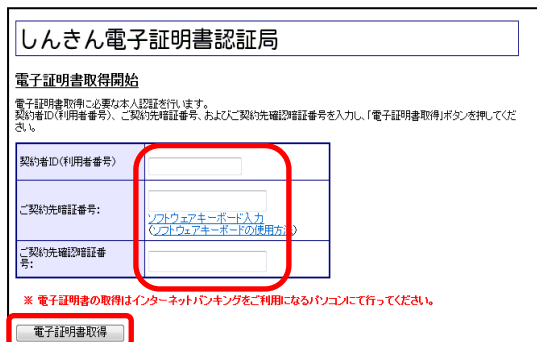 しんきん電子証明書認証局
電子証明書取得開始
電子証明書取得に必要な本人認証を行います。
契約者ID(利用者番号)、ご契約先暗証番号、およびご契約先確認暗証番号を入力し、「電子証明書取得」ボタンを押してくだ
さい。
契約者ID(利用者番号)
ご契約先暗証番号:
ソフトウェアキーボード入力
(ソフトウェアキーボードの使用方法)
ご契約先確認暗証番
号:
※ 電子証明書の取得はインターネットバンキングをご利用になるパソコンにて行ってください。
電子証明書取得